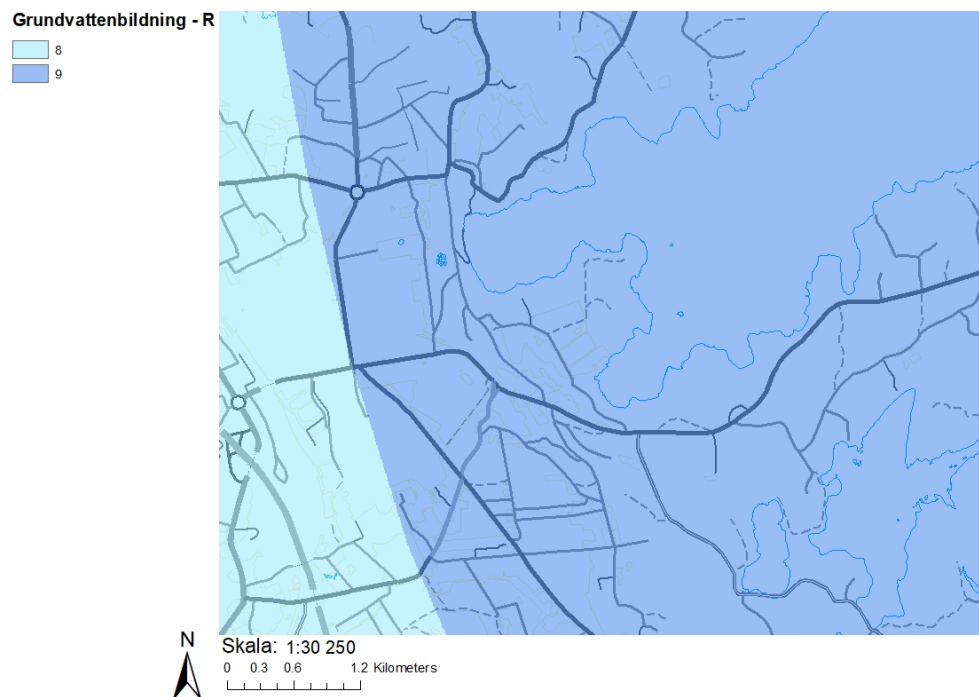 Grundvattenbildning - R
8
9
N
Skala: 1:30 250
0 0.3 0.6 1.2 Kilometers